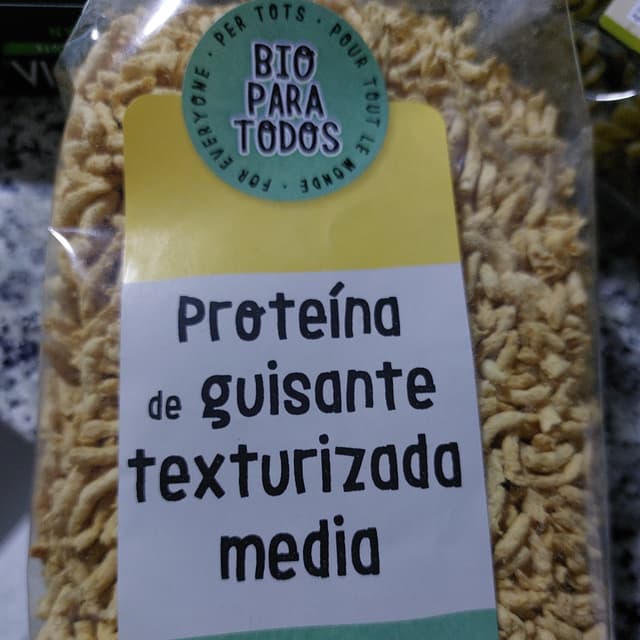 PER TOTS · POUR TOUT LE MONDE · FOR EVERYONE ·
BIO
PARA
TODOS
Proteína
de guisante
texturizada
media